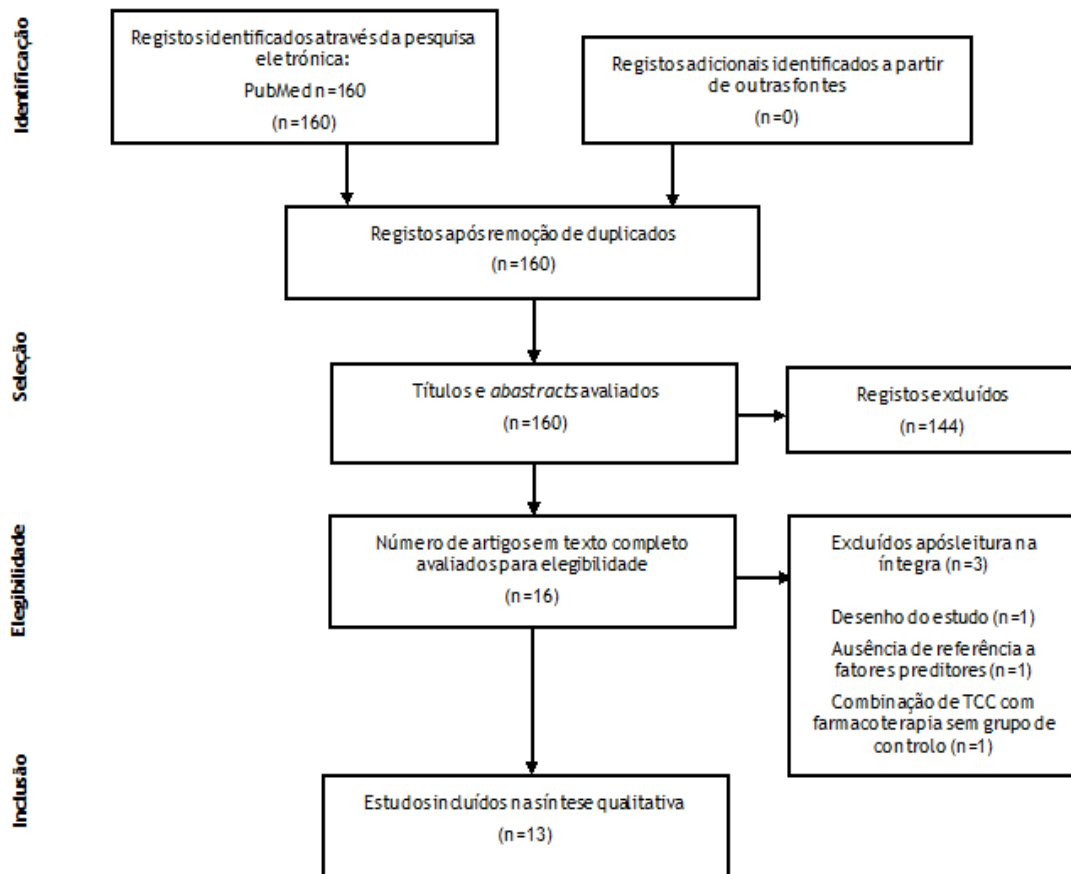 Identificação
Registos identificados através da pesquisa
eletrónica:
PubMed n=160
(n=160)
Registos adicionais identificados a partir
de outras fontes
(n=0)
Registos após remoção de duplicados
(n=160)
Seleção
Títulos e abastracts avaliados
(n=160)
Registos excluídos
(n=144)
Elegibilidade
Número de artigos em texto completo
avaliados para elegibilidade
(n=16)
Excluídos após leitura na
íntegra (n=3)
Desenho do estudo (n=1)
Ausência de referência a
fatores preditores (n=1)
Combinação de TCC com
farmacoterapia sem grupo de
controlo (n=1)
Inclusão
Estudos incluídos na síntese qualitativa
(n=13)